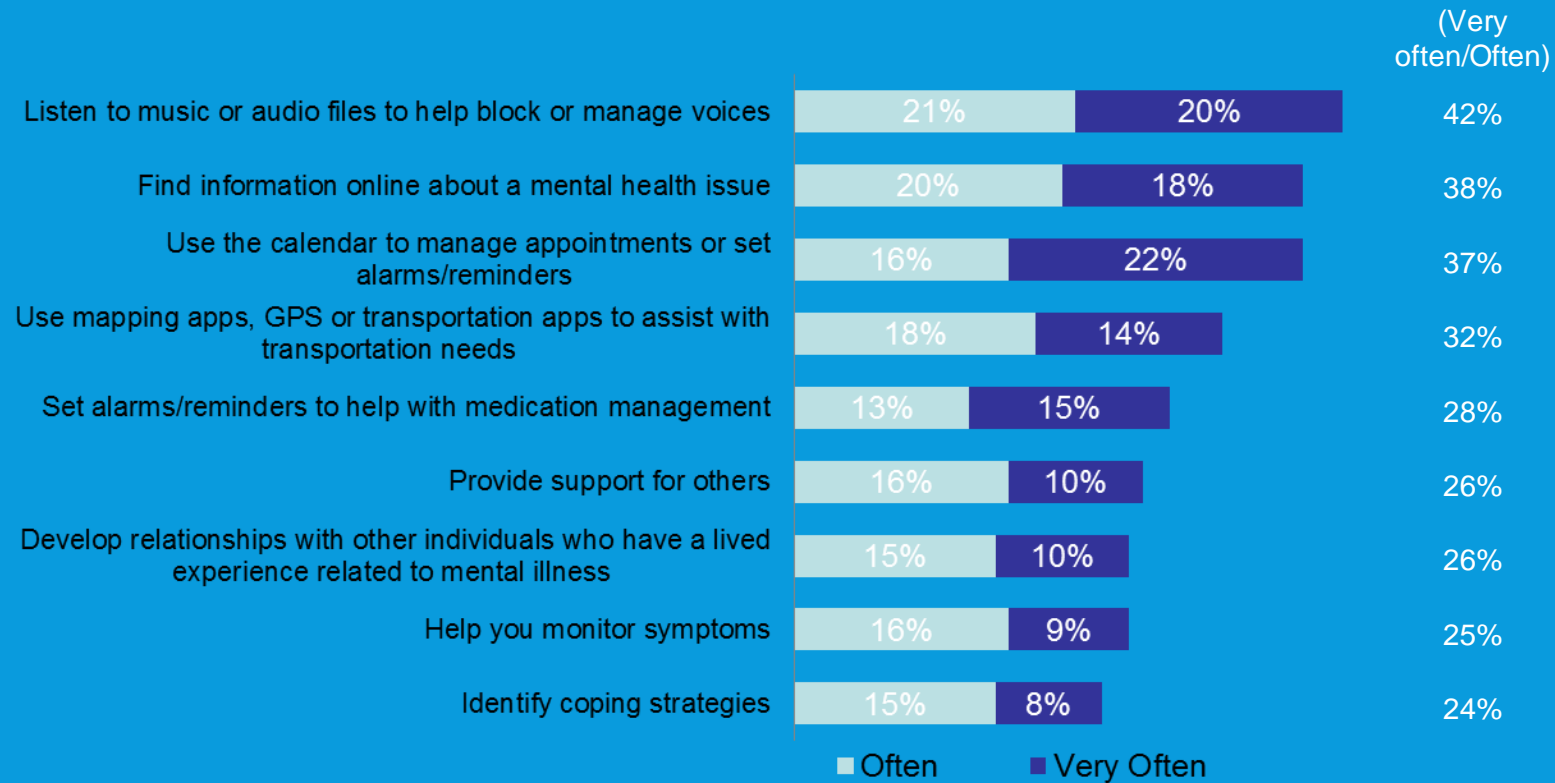 (Very
often/Often)
Listen to music or audio files to help block or manage voices
21%
20%
42%
Find information online about a mental health issue
20%
18%
38%
Use the calendar to manage appointments or set
alarms/reminders
16%
22%
37%
Use mapping apps, GPS or transportation apps to assist with
transportation needs
18%
14%
32%
Set alarms/reminders to help with medication management
13%
15%
28%
Provide support for others
16%
10%
26%
Develop relationships with other individuals who have a lived
experience related to mental illness
15%
10%
26%
Help you monitor symptoms
16%
9%
25%
Identify coping strategies
15%
8%
24%
Often
Very Often